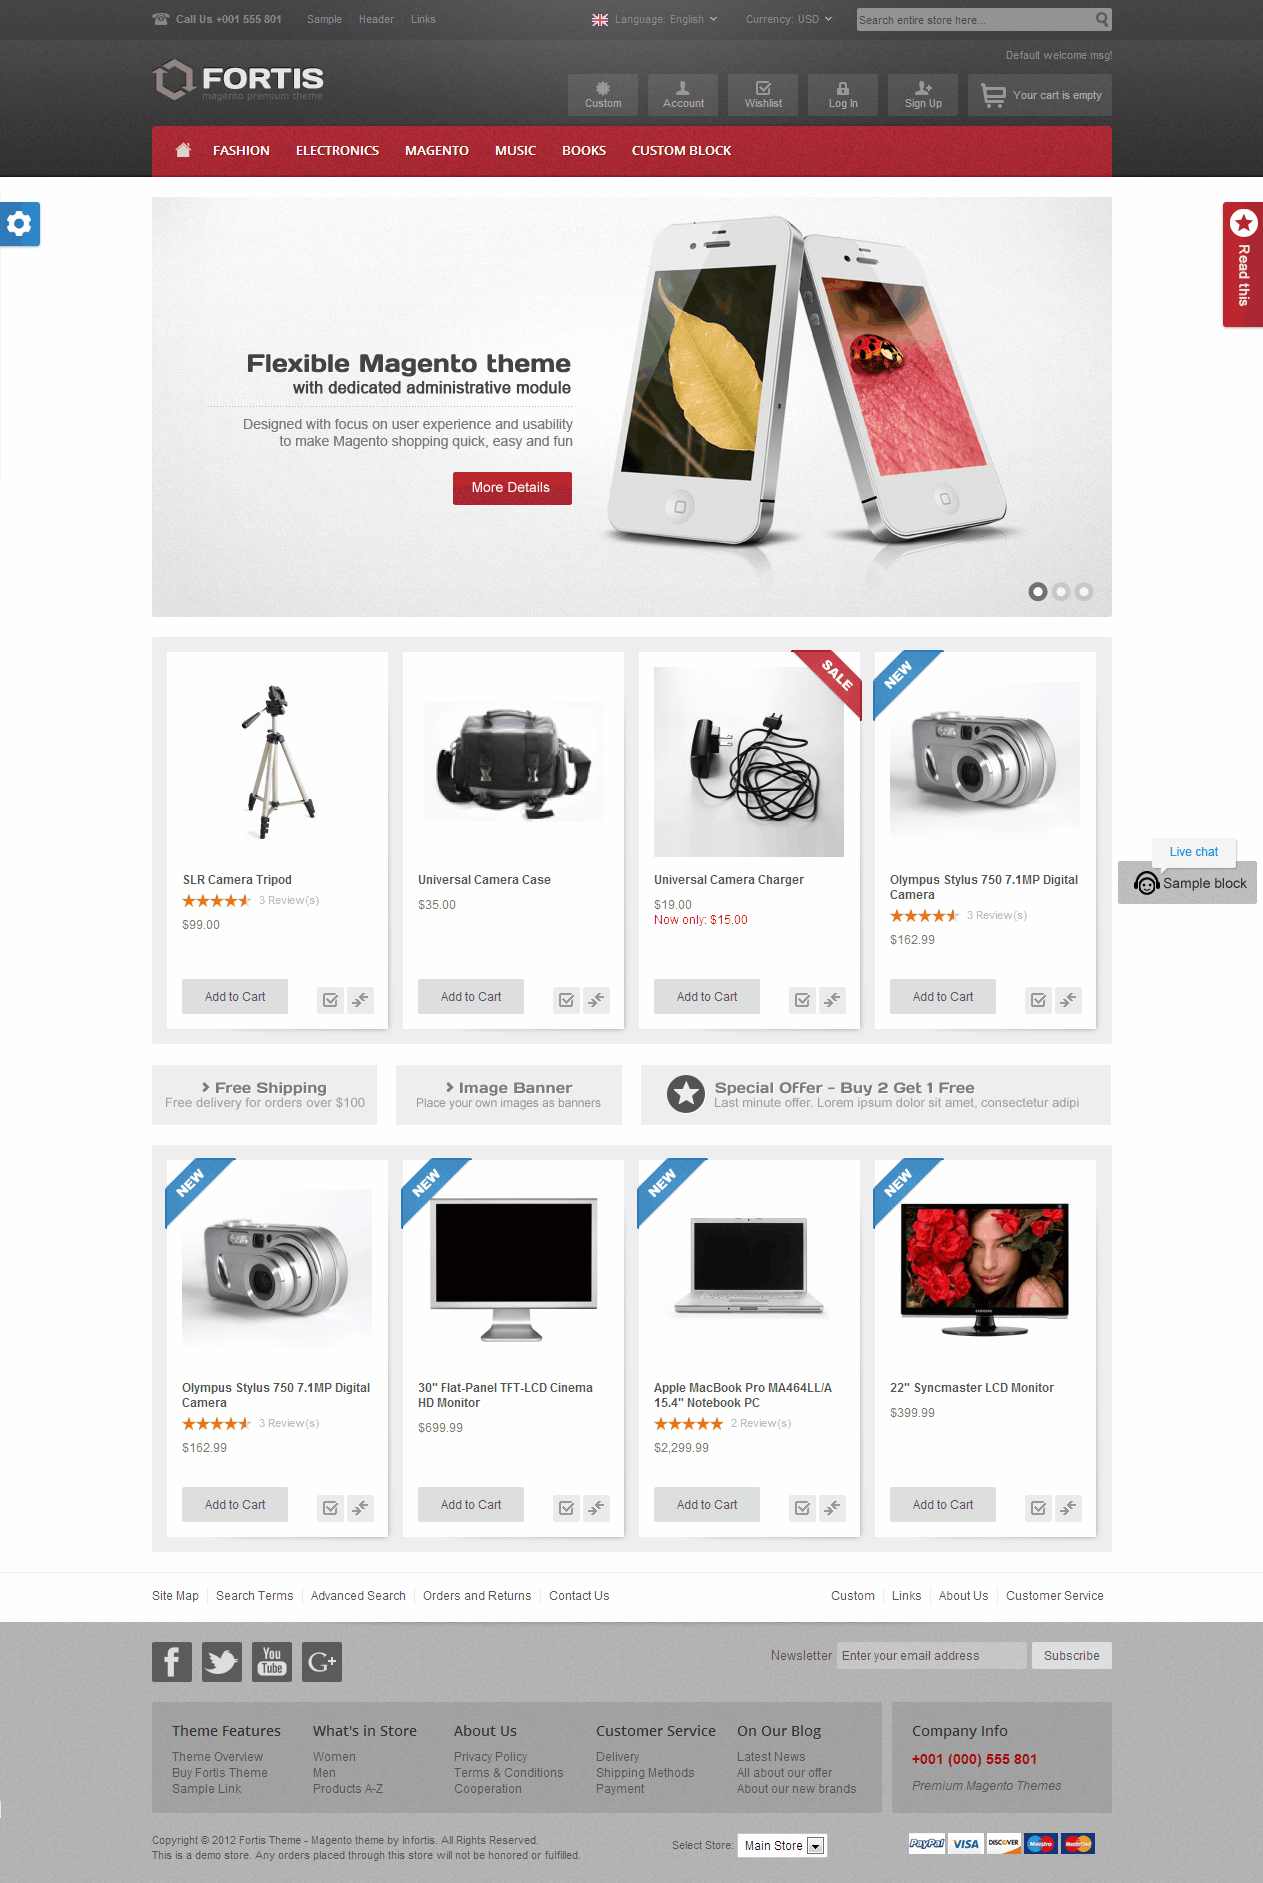 Call Us +001 555 801 Sample Header Links Language: English Currency: USD Search entire store here...
Default welcome msg!
FORTIS
magento premium theme
Custom Account Wishlist Log In Sign Up Your cart is empty
FASHION ELECTRONICS MAGENTO MUSIC BOOKS CUSTOM BLOCK
Read this
Flexible Magento theme
with dedicated administrative module
Designed with focus on user experience and usability
to make Magento shopping quick, easy and fun
More Details
SALE
NEW
SLR Camera Tripod
3 Review(s)
$99.00
Add to Cart
Universal Camera Case
$35.00
Add to Cart
Universal Camera Charger
$19.00
Now only: $15.00
Add to Cart
Olympus Stylus 750 7.1MP Digital
Camera
3 Review(s)
$162.99
Add to Cart
Live chat
Sample block
Free Shipping
Free delivery for orders over $100
Image Banner
Place your own images as banners
Special Offer - Buy 2 Get 1 Free
Last minute offer. Lorem ipsum dolor sit amet, consectetur adipi
NEW
NEW
NEW
NEW
SAMSUNG
Olympus Stylus 750 7.1MP Digital
Camera
3 Review(s)
$162.99
Add to Cart
30" Flat-Panel TFT-LCD Cinema
HD Monitor
$699.99
Add to Cart
Apple MacBook Pro MA464LL/A
15.4" Notebook PC
2 Review(s)
$2,299.99
Add to Cart
22" Syncmaster LCD Monitor
$399.99
Add to Cart
Site Map Search Terms Advanced Search Orders and Returns Contact Us Custom Links About Us Customer Service
f You Tube G+ Newsletter Enter your email address Subscribe
Theme Features
Theme Overview
Buy Fortis Theme
Sample Link
What's in Store
Women
Men
Products A-Z
About Us
Privacy Policy
Terms & Conditions
Cooperation
Customer Service
Delivery
Shipping Methods
Payment
On Our Blog
Latest News
All about our offer
About our new brands
Company Info
+001 (000) 555 801
Premium Magento Themes
Copyright © 2012 Fortis Theme - Magento theme by Infortis. All Rights Reserved.
This is a demo store. Any orders placed through this store will not be honored or fulfilled.
Select Store: Main Store
PayPal VISA DISCOVER Maestro MasterCard